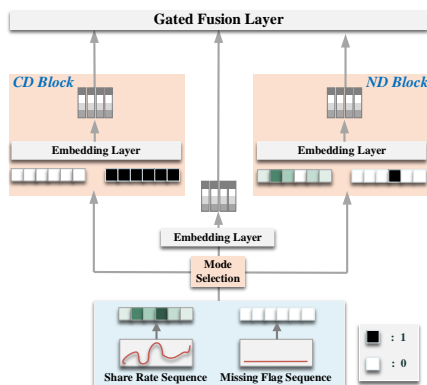 Gated Fusion Layer
CD Block
ND Block
Embedding Layer
Embedding Layer
Embedding Layer
Mode
Selection
Share Rate Sequence
Missing Flag Sequence
: 1
: 0